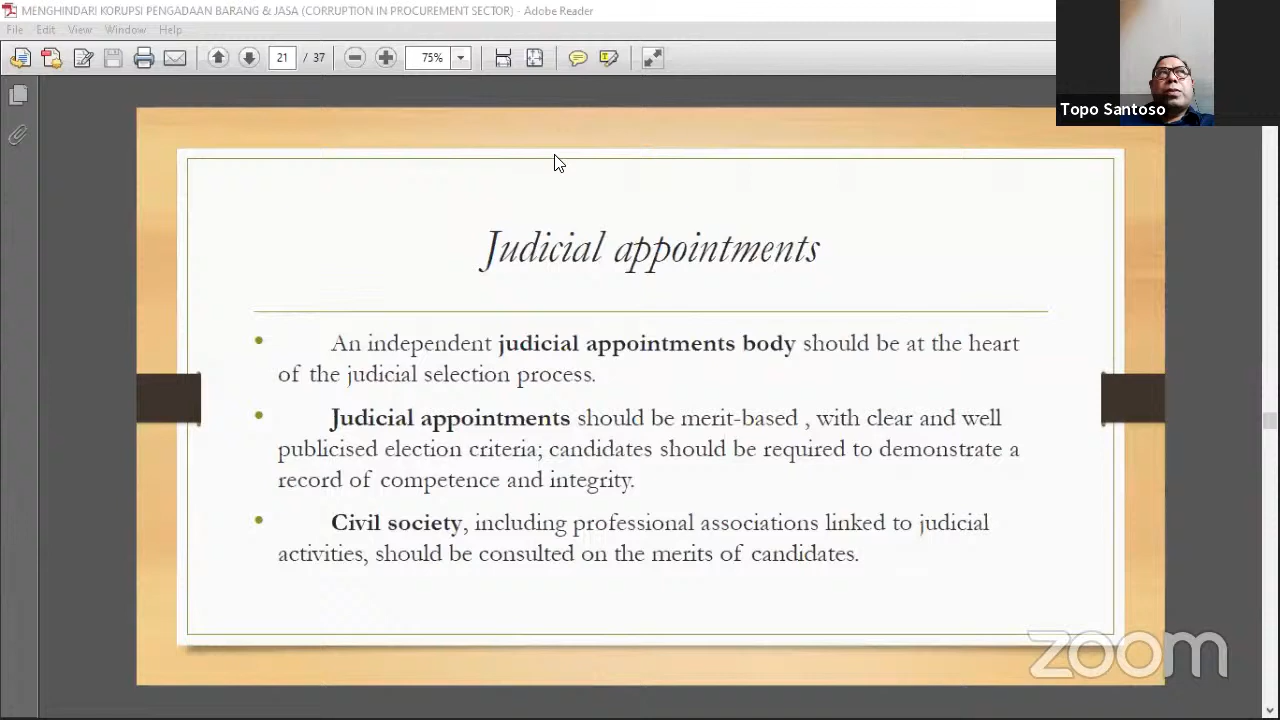 MENGHINDARI KORUPSI PENGADAAN BARANG & JASA (CORRUPTION IN PROCUREMENT SECTOR) - Adobe Reader
File Edit View Window Help
21 / 37 75%
Topo Santoso
Judicial appointments
• An independent judicial appointments body should be at the heart
of the judicial selection process.
• Judicial appointments should be merit-based , with clear and well
publicised election criteria; candidates should be required to demonstrate a
record of competence and integrity.
• Civil society, including professional associations linked to judicial
activities, should be consulted on the merits of candidates.
zoom